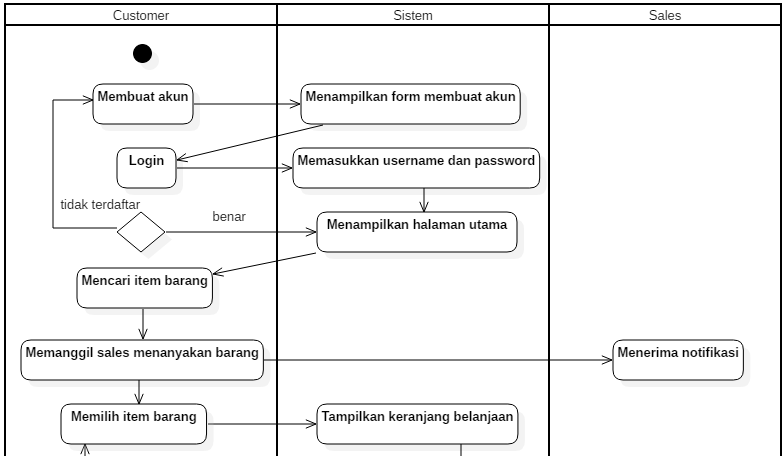 Customer
Sistem
Sales
Membuat akun
Menampilkan form membuat akun
Login
Memasukkan username dan password
tidak terdaftar
benar
Menampilkan halaman utama
Mencari item barang
Memanggil sales menanyakan barang
Menerima notifikasi
Memilih item barang
Tampilkan keranjang belanjaan